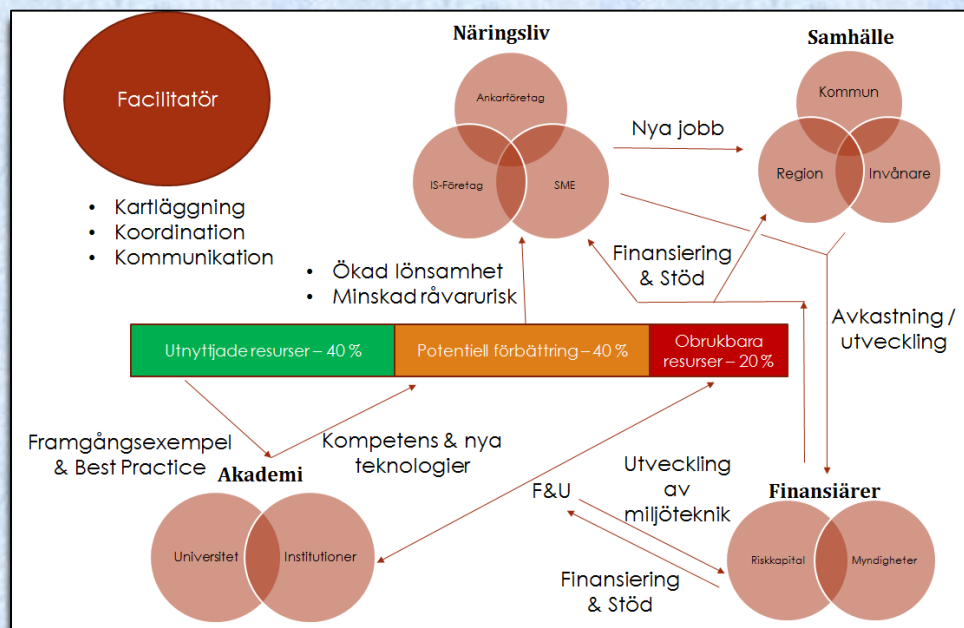 Facilitatör
• Kartläggning
• Koordination
• Kommunikation
Näringsliv
Ankarföretag
IS-Företag
SME
Nya jobb
Samhälle
Kommun
Region
Invånare
• Ökad lönsamhet
• Minskad råvarurisk
Finansiering
& Stöd
Avkastning /
utveckling
Utnyttjade resurser – 40 %
Potentiell förbättring – 40 %
Obrukbara
resurser – 20 %
Framgångsexempel
& Best Practice
Kompetens & nya
teknologier
Akademi
Universitet
Institutioner
F&U
Utveckling
av
miljöteknik
Finansiering
& Stöd
Finansiärer
Riskkapital
Myndigheter